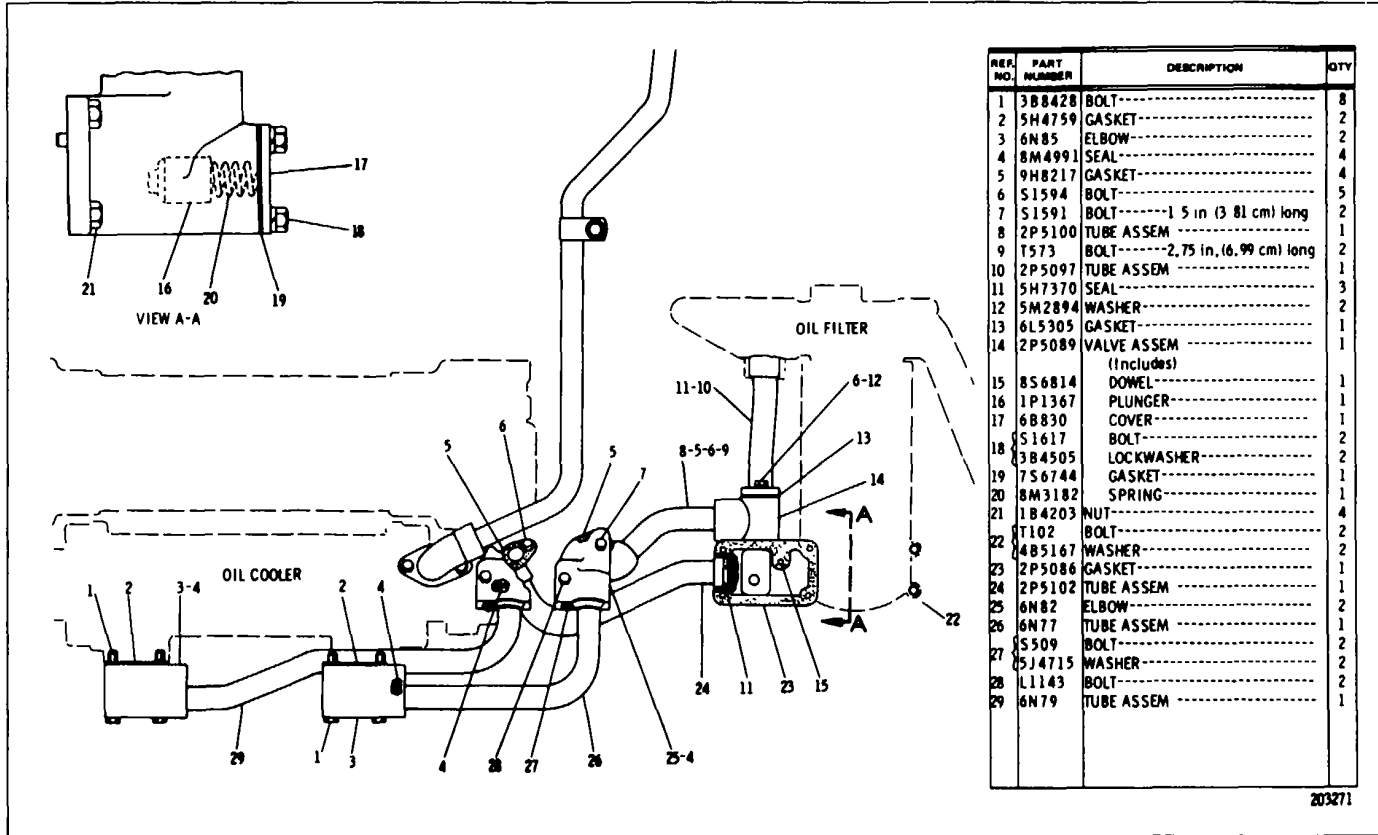 17
18
21
16
20
19
VIEW A-A
OIL FILTER
11-10
6-12
13
14
5
6
5
7
8-5-6-9
A
A
OIL COOLER
1
2
3-4
2
4
29
1
3
4
28
27
26
25-4
24
11
23
15
22
REF. NO. PART NUMBER DESCRIPTION QTY
1 3B8428 BOLT 8
2 5H4759 GASKET 2
3 6N85 ELBOW 2
4 8M4991 SEAL 4
5 9H8217 GASKET 4
6 S1594 BOLT 5
7 S1591 BOLT 1 5 in (3 81 cm) long 2
8 2P5100 TUBE ASSEM 1
9 T573 BOLT 2.75 in. (6.99 cm) long 2
10 2P5097 TUBE ASSEM 1
11 5H7370 SEAL 3
12 5M2894 WASHER 2
13 6L5305 GASKET 1
14 2P5089 VALVE ASSEM 1
(Includes)
15 8S6814 DOWEL 1
16 1P1367 PLUNGER 1
17 6B830 COVER 1
18 S1617 BOLT 2
3B4505 LOCKWASHER 2
19 7S6744 GASKET 1
20 8M3182 SPRING 1
21 1B4203 NUT 4
22 T102 BOLT 2
4B5167 WASHER 2
23 2P5086 GASKET 1
24 2P5102 TUBE ASSEM 1
25 6N82 ELBOW 2
26 6N77 TUBE ASSEM 1
27 S509 BOLT 2
5J4715 WASHER 2
28 L1143 BOLT 2
29 6N79 TUBE ASSEM 1
203271